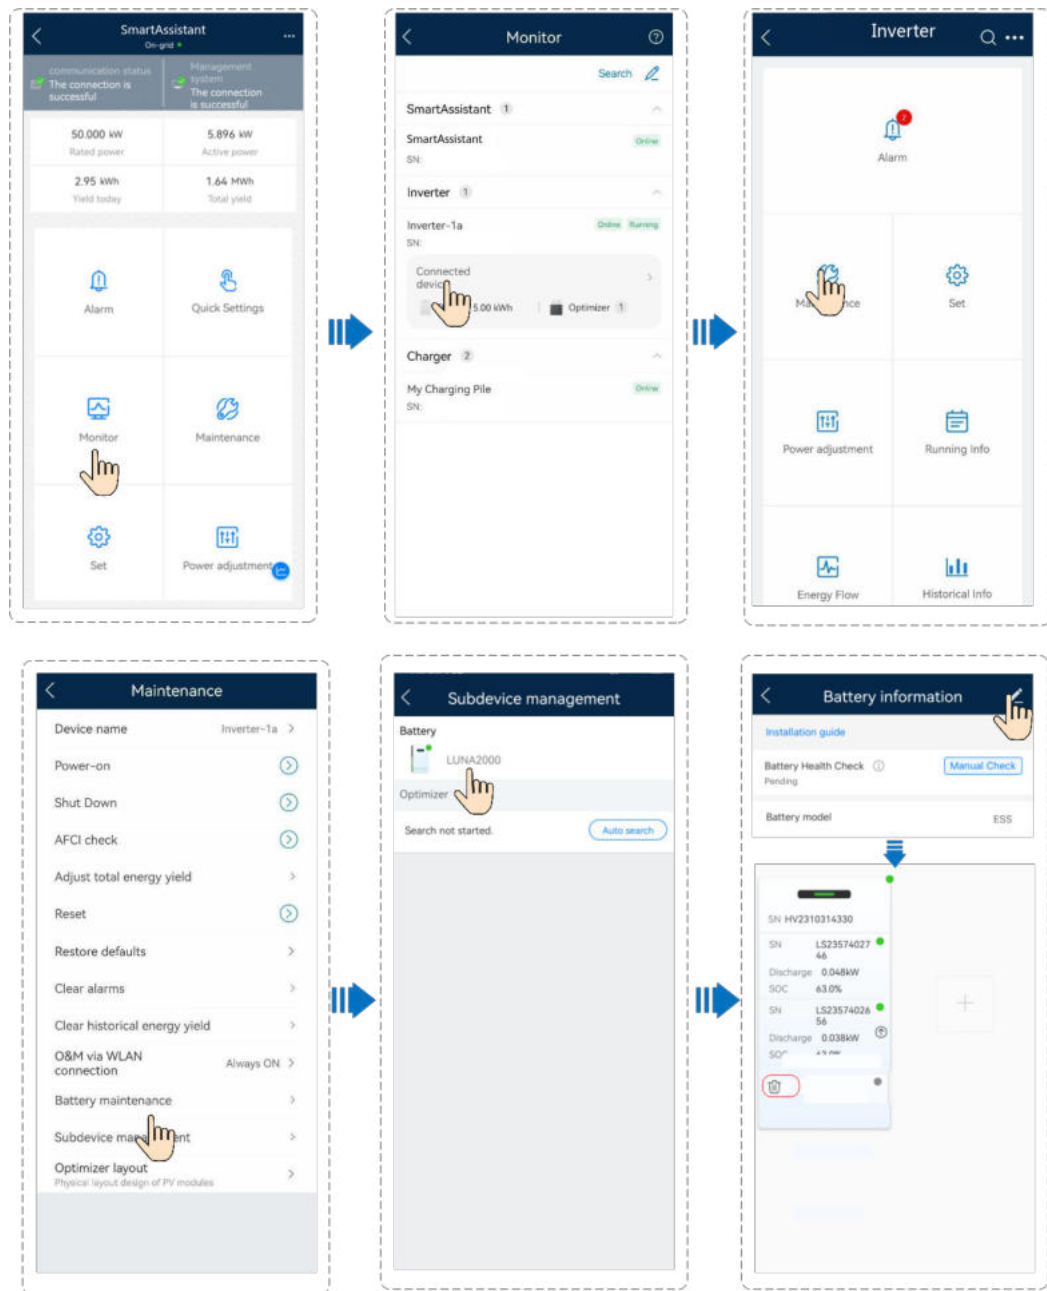 SmartAssistant
On-grid
communication status
The connection is
successful
Management
system
The connection
is successful
50.000 kW
Rated power
5.896 kW
Active power
2.95 kWh
Yield today
1.64 MWh
Total yield
Alarm
Quick Settings
Monitor
Maintenance
Set
Power adjustment
Monitor
Search
SmartAssistant 1
SmartAssistant
Online
SN:
Inverter 1
Inverter-1a
Online Running
SN:
Connected
5.00 kWh
Optimizer 1
Charger 2
My Charging Pile
Online
SN:
Inverter
Alarm
Set
Power adjustment
Running Info
Energy Flow
Historical Info
Maintenance
Device name Inverter-1a
Power-on
Shut Down
AFCI check
Adjust total energy yield
Reset
Restore defaults
Clear alarms
Clear historical energy yield
O&M via WLAN
connection
Always ON
Battery maintenance
Subdevice
Optimizer layout
Physical layout design of PV modules
Subdevice management
Battery
LUNA2000
Optimizer
Search not started.
Auto search
Battery information
Installation guide
Battery Health Check
Manual Check
Pending
Battery model ESS
SN HV2310314330
SN LS23574027
46
Discharge 0.048kW
SOC 63.0%
SN LS23574026
56
Discharge 0.038kW